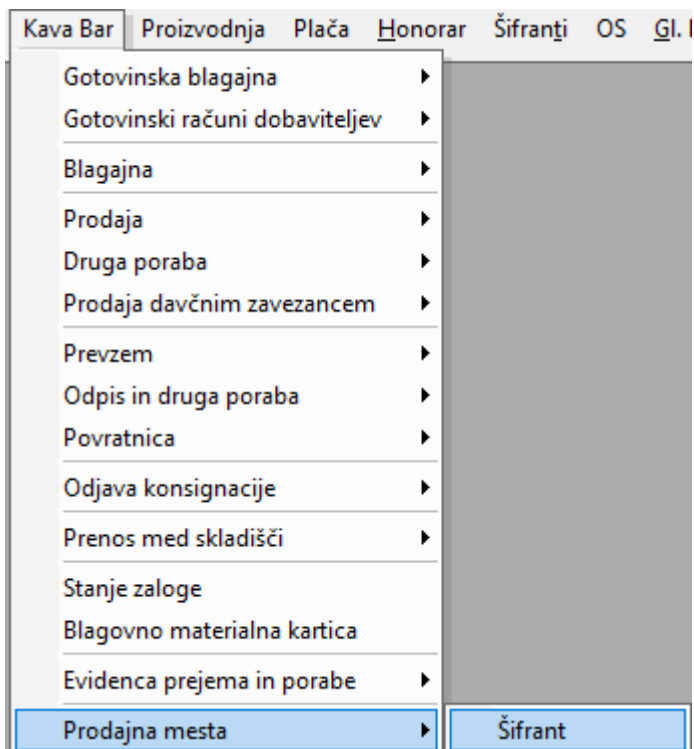 Kava Bar Proizvodnja Plača Honorar Šifranti OS Gl.
Gotovinska blagajna
Gotovinski računi dobaviteljev
Blagajna
Prodaja
Druga poraba
Prodaja davčnim zavezancem
Prevzem
Odpis in druga poraba
Povratnica
Odjava konsignacije
Prenos med skladišči
Stanje zaloge
Blagovno materialna kartica
Evidenca prejema in porabe
Prodajna mesta Šifrant